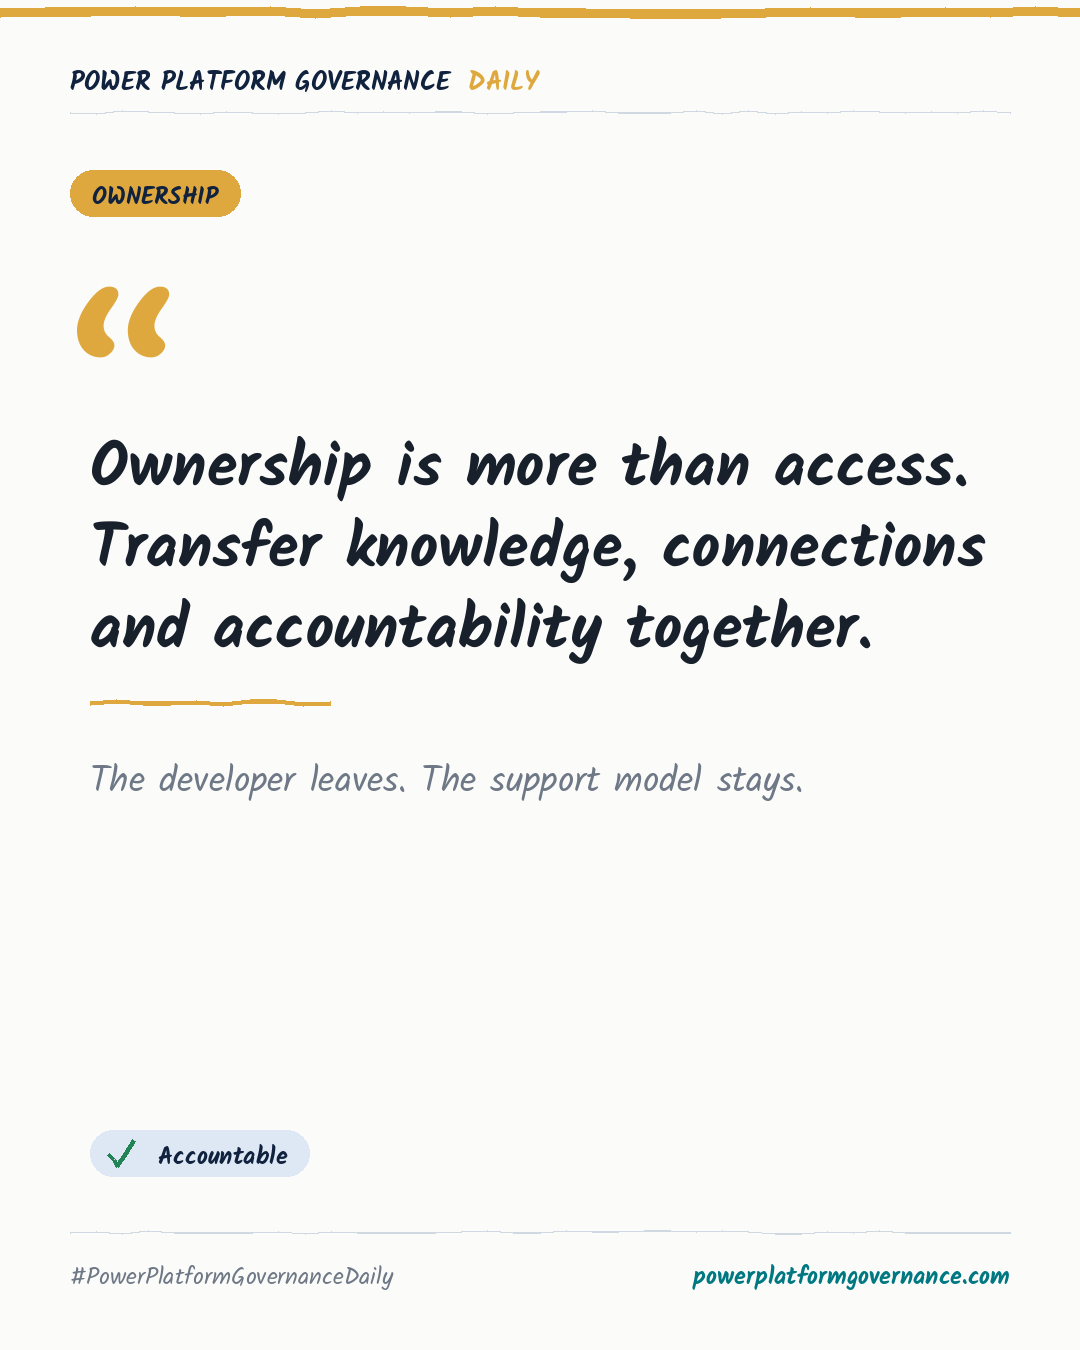 POWER PLATFORM GOVERNANCE DAILY
OWNERSHIP
“
Ownership is more than access.
Transfer knowledge, connections
and accountability together.
The developer leaves. The support model stays.
✓ Accountable
#PowerPlatformGovernanceDaily
powerplatformgovernance.com